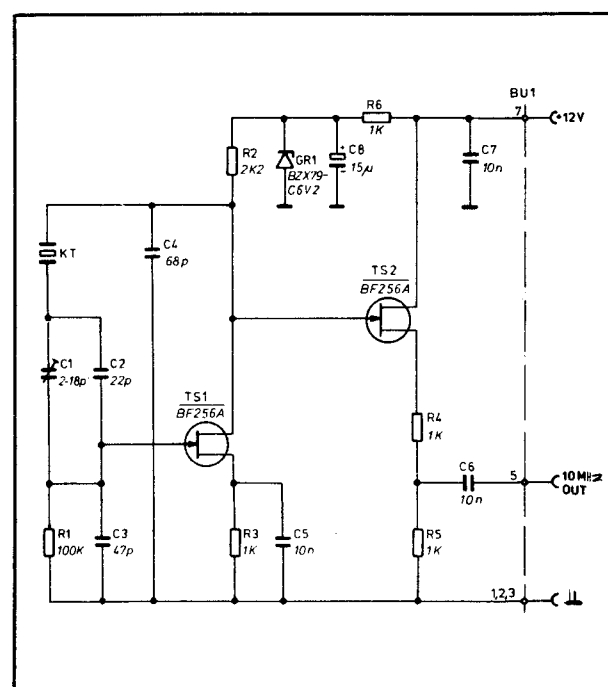 BU1
R6
1K
7
+12V
R2
2K2
GR1
BZX79-
C6V2
+
C8
15µ
-
C7
10n
KT
C4
68p
TS2
BF256A
C1
2-18p
C2
22p
TS1
BF256A
R4
1K
C6
10n
5
10MHz
OUT
R1
100K
C3
47p
R3
1K
C5
10n
R5
1K
1,2,3